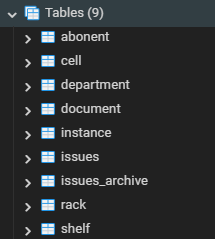 Tables (9)
abonent
cell
department
document
instance
issues
issues_archive
rack
shelf